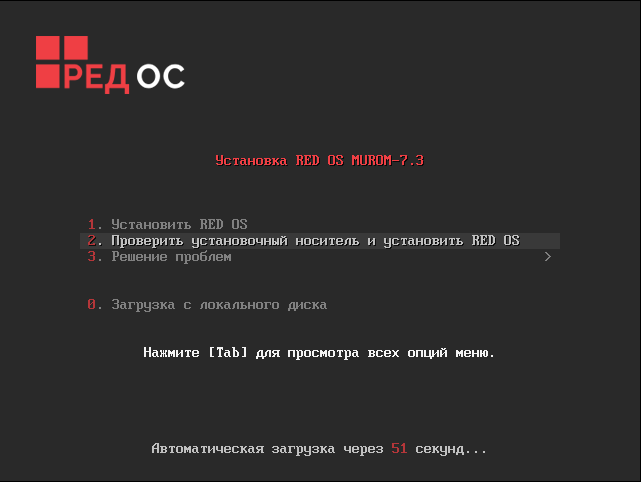 РЕД ОС
Установка RED OS MUROM-7.3
1. Установить RED OS
2. Проверить установочный носитель и установить RED OS
3. Решение проблем >
0. Загрузка с локального диска
Нажмите [Tab] для просмотра всех опций меню.
Автоматическая загрузка через 51 секунд...